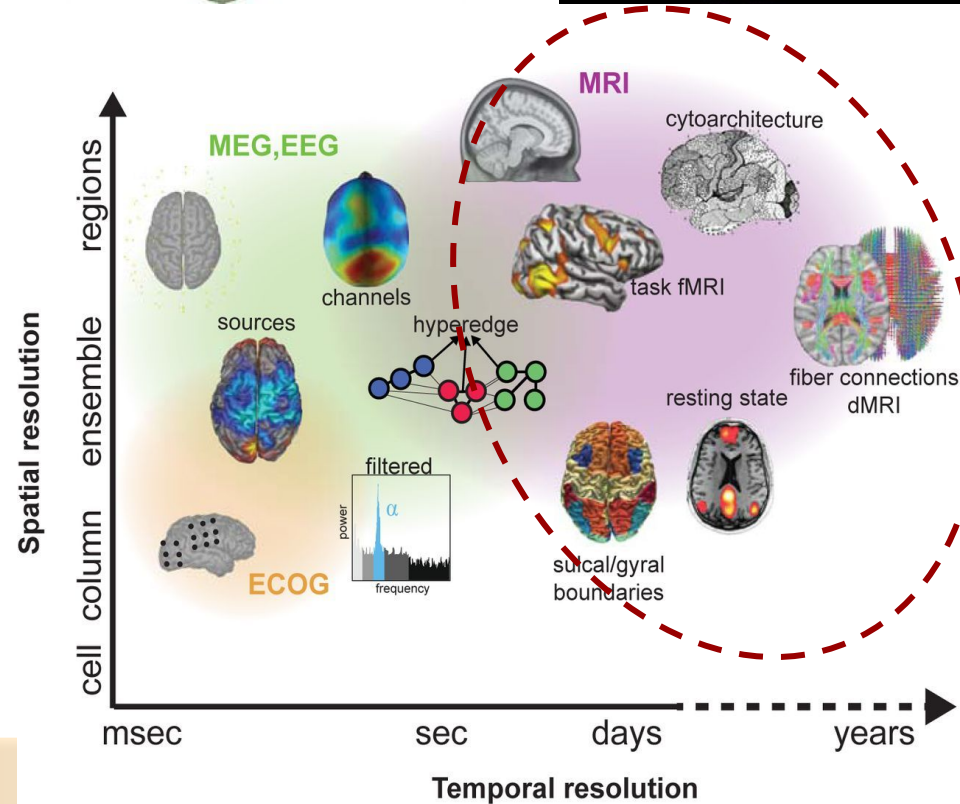 MRI
cytoarchitecture
MEG,EEG
channels
task fMRI
sources
hyperedge
fiber connections
dMRI
resting state
filtered
power
α
frequency
sulcal/gyral
boundaries
ECOG
Spatial resolution
regions
ensemble
column
cell
msec
sec
days
years
Temporal resolution